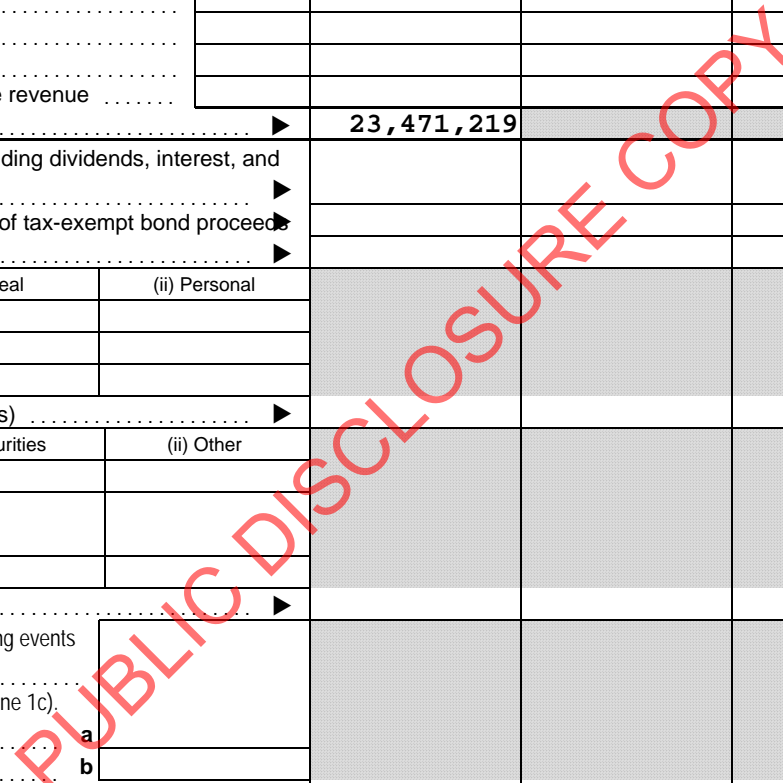 revenue
23,471,219
ding dividends, interest, and
of tax-exempt bond proceeds
eal (ii) Personal
s)
urities (ii) Other
ng events
ne 1c).
a
b
PUBLIC DISCLOSURE COPY